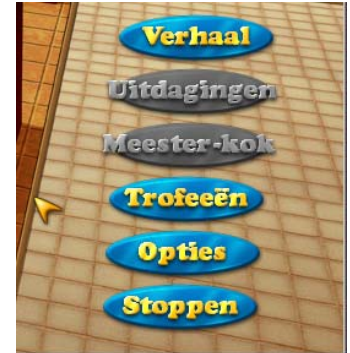 Verhaal
Uitdagingen
Meester-kok
Trofeeën
Opties
Stoppen